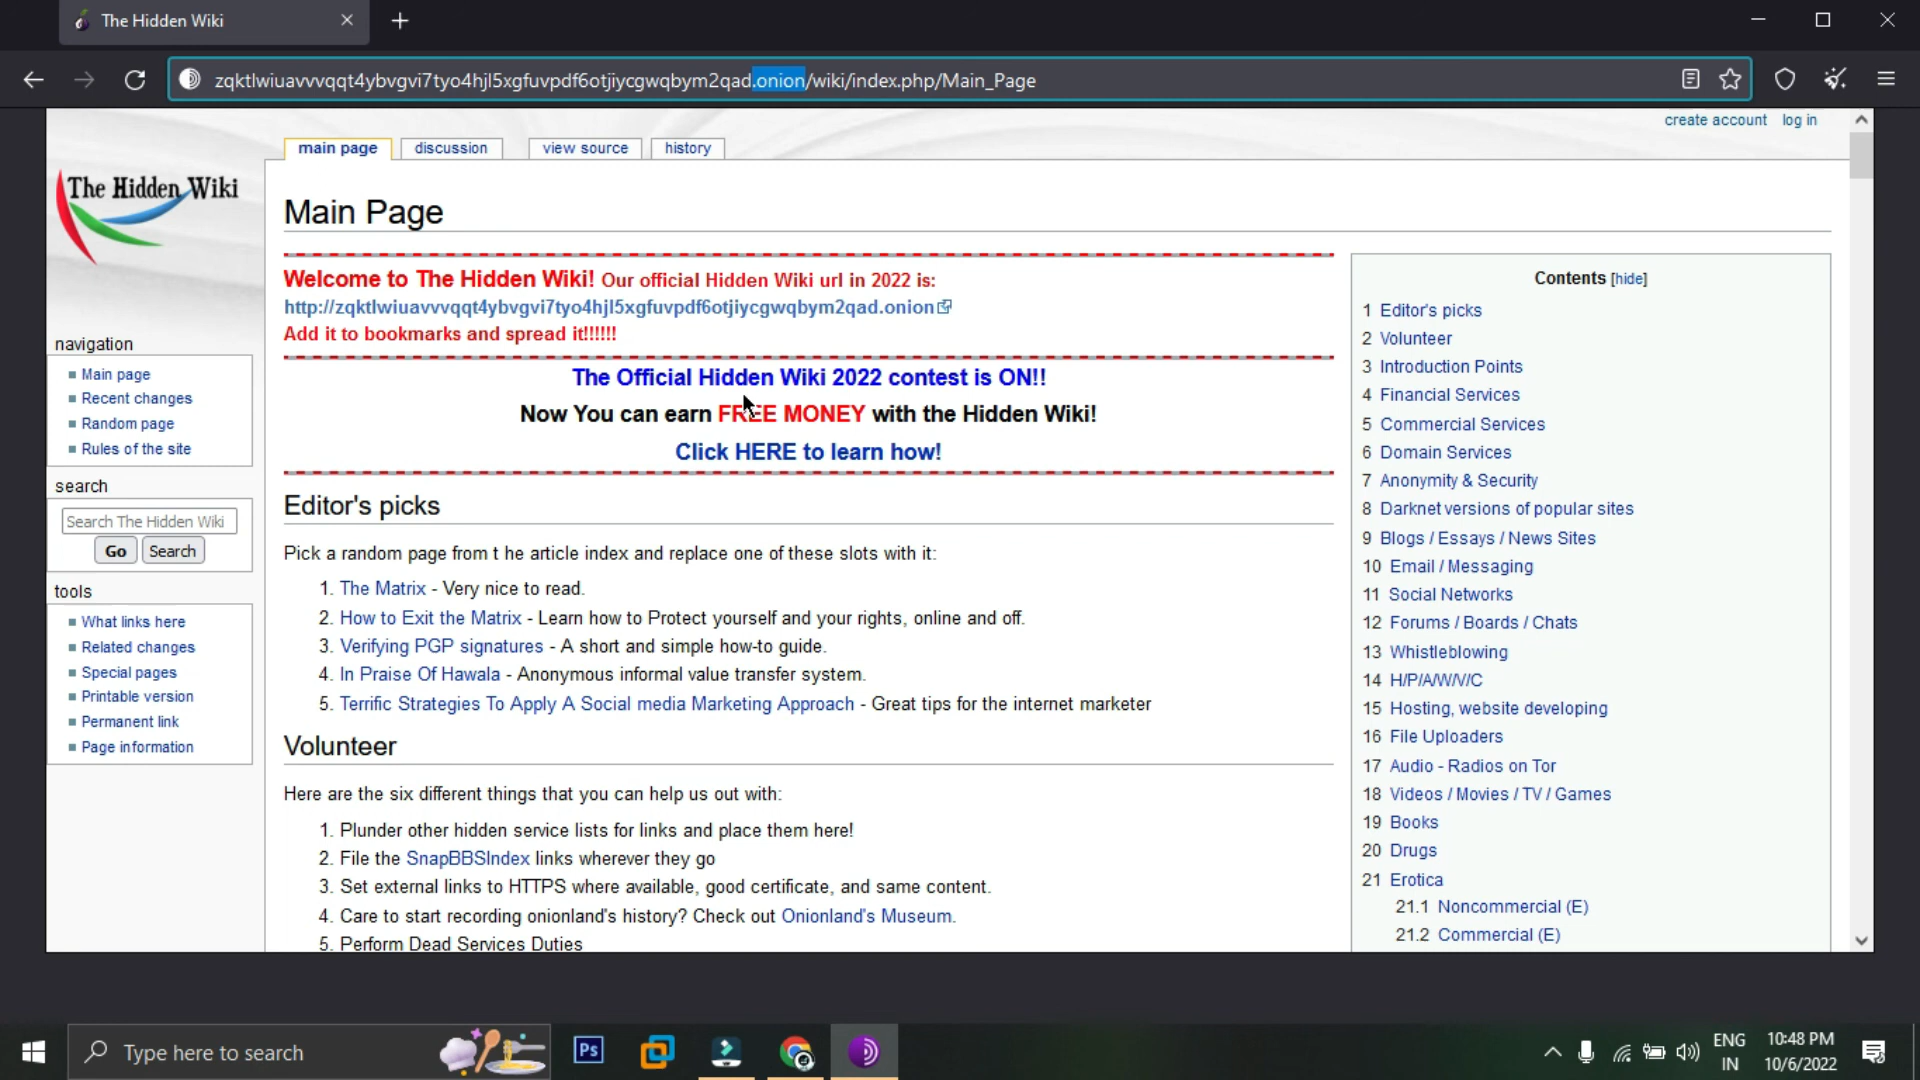 The Hidden Wiki
zqktlwiuavvvqqt4ybvgvi7tyo4hjl5xgfuvpdf6otjiycgwqbym2qad.onion/wiki/index.php/Main_Page
create account log in
main page discussion view source history
The Hidden Wiki
Main Page
Welcome to The Hidden Wiki! Our official Hidden Wiki url in 2022 is:
http://zqktlwiuavvvqqt4ybvgvi7tyo4hjl5xgfuvpdf6otjiycgwqbym2qad.onion
Add it to bookmarks and spread it!!!!!!
The Official Hidden Wiki 2022 contest is ON!!
Now You can earn FREE MONEY with the Hidden Wiki!
Click HERE to learn how!
navigation
Main page
Recent changes
Random page
Rules of the site
search
Search The Hidden Wiki
Go Search
tools
What links here
Related changes
Special pages
Printable version
Permanent link
Page information
Editor's picks
Pick a random page from t he article index and replace one of these slots with it:
1. The Matrix - Very nice to read.
2. How to Exit the Matrix - Learn how to Protect yourself and your rights, online and off.
3. Verifying PGP signatures - A short and simple how-to guide.
4. In Praise Of Hawala - Anonymous informal value transfer system.
5. Terrific Strategies To Apply A Social media Marketing Approach - Great tips for the internet marketer
Volunteer
Here are the six different things that you can help us out with:
1. Plunder other hidden service lists for links and place them here!
2. File the SnapBBSIndex links wherever they go
3. Set external links to HTTPS where available, good certificate, and same content.
4. Care to start recording onionland's history? Check out Onionland's Museum.
5. Perform Dead Services Duties
Contents [hide]
1 Editor's picks
2 Volunteer
3 Introduction Points
4 Financial Services
5 Commercial Services
6 Domain Services
7 Anonymity & Security
8 Darknet versions of popular sites
9 Blogs / Essays / News Sites
10 Email / Messaging
11 Social Networks
12 Forums / Boards / Chats
13 Whistleblowing
14 H/P/A/W/V/C
15 Hosting, website developing
16 File Uploaders
17 Audio - Radios on Tor
18 Videos / Movies / TV / Games
19 Books
20 Drugs
21 Erotica
21.1 Noncommercial (E)
21.2 Commercial (E)
Type here to search
Ps
ENG
IN
10:48 PM
10/6/2022